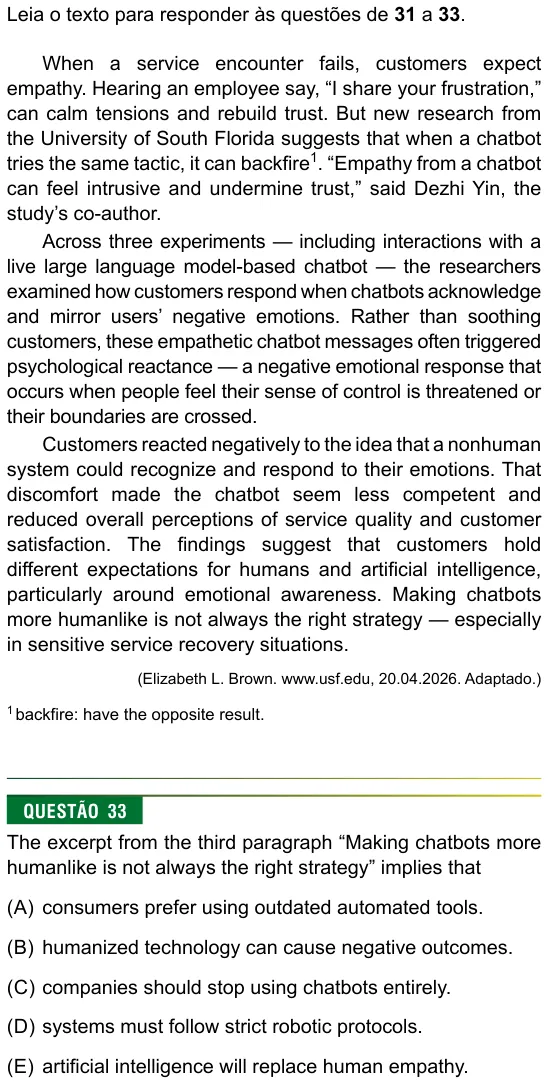 Leia o texto para responder às questões de 31 a 33.
When a service encounter fails, customers expect
empathy. Hearing an employee say, “I share your frustration,”
can calm tensions and rebuild trust. But new research from
the University of South Florida suggests that when a chatbot
tries the same tactic, it can backfire¹. “Empathy from a chatbot
can feel intrusive and undermine trust,” said Dezhi Yin, the
study’s co-author.
Across three experiments — including interactions with a
live large language model-based chatbot — the researchers
examined how customers respond when chatbots acknowledge
and mirror users’ negative emotions. Rather than soothing
customers, these empathetic chatbot messages often triggered
psychological reactance — a negative emotional response that
occurs when people feel their sense of control is threatened or
their boundaries are crossed.
Customers reacted negatively to the idea that a nonhuman
system could recognize and respond to their emotions. That
discomfort made the chatbot seem less competent and
reduced overall perceptions of service quality and customer
satisfaction. The findings suggest that customers hold
different expectations for humans and artificial intelligence,
particularly around emotional awareness. Making chatbots
more humanlike is not always the right strategy — especially
in sensitive service recovery situations.
(Elizabeth L. Brown. www.usf.edu, 20.04.2026. Adaptado.)
¹ backfire: have the opposite result.
QUESTÃO 33
The excerpt from the third paragraph “Making chatbots more
humanlike is not always the right strategy” implies that
(A) consumers prefer using outdated automated tools.
(B) humanized technology can cause negative outcomes.
(C) companies should stop using chatbots entirely.
(D) systems must follow strict robotic protocols.
(E) artificial intelligence will replace human empathy.